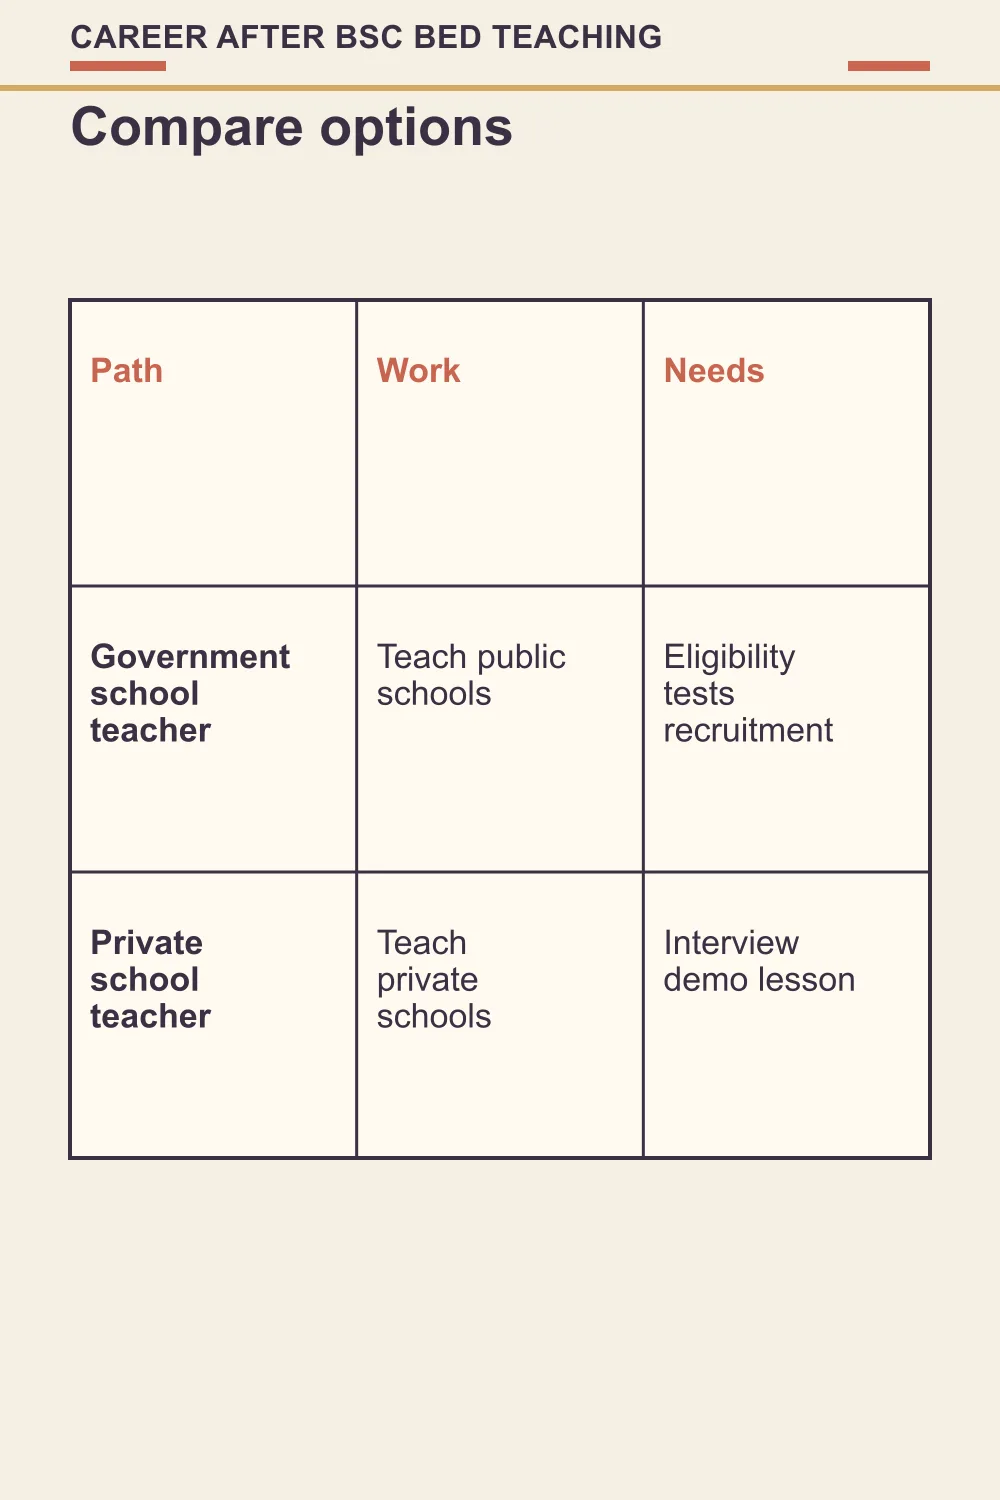 CAREER AFTER BSC BED TEACHING
Compare options
Path
Work
Needs
Government
school
teacher
Teach public
schools
Eligibility
tests
recruitment
Private
school
teacher
Teach
private
schools
Interview
demo lesson